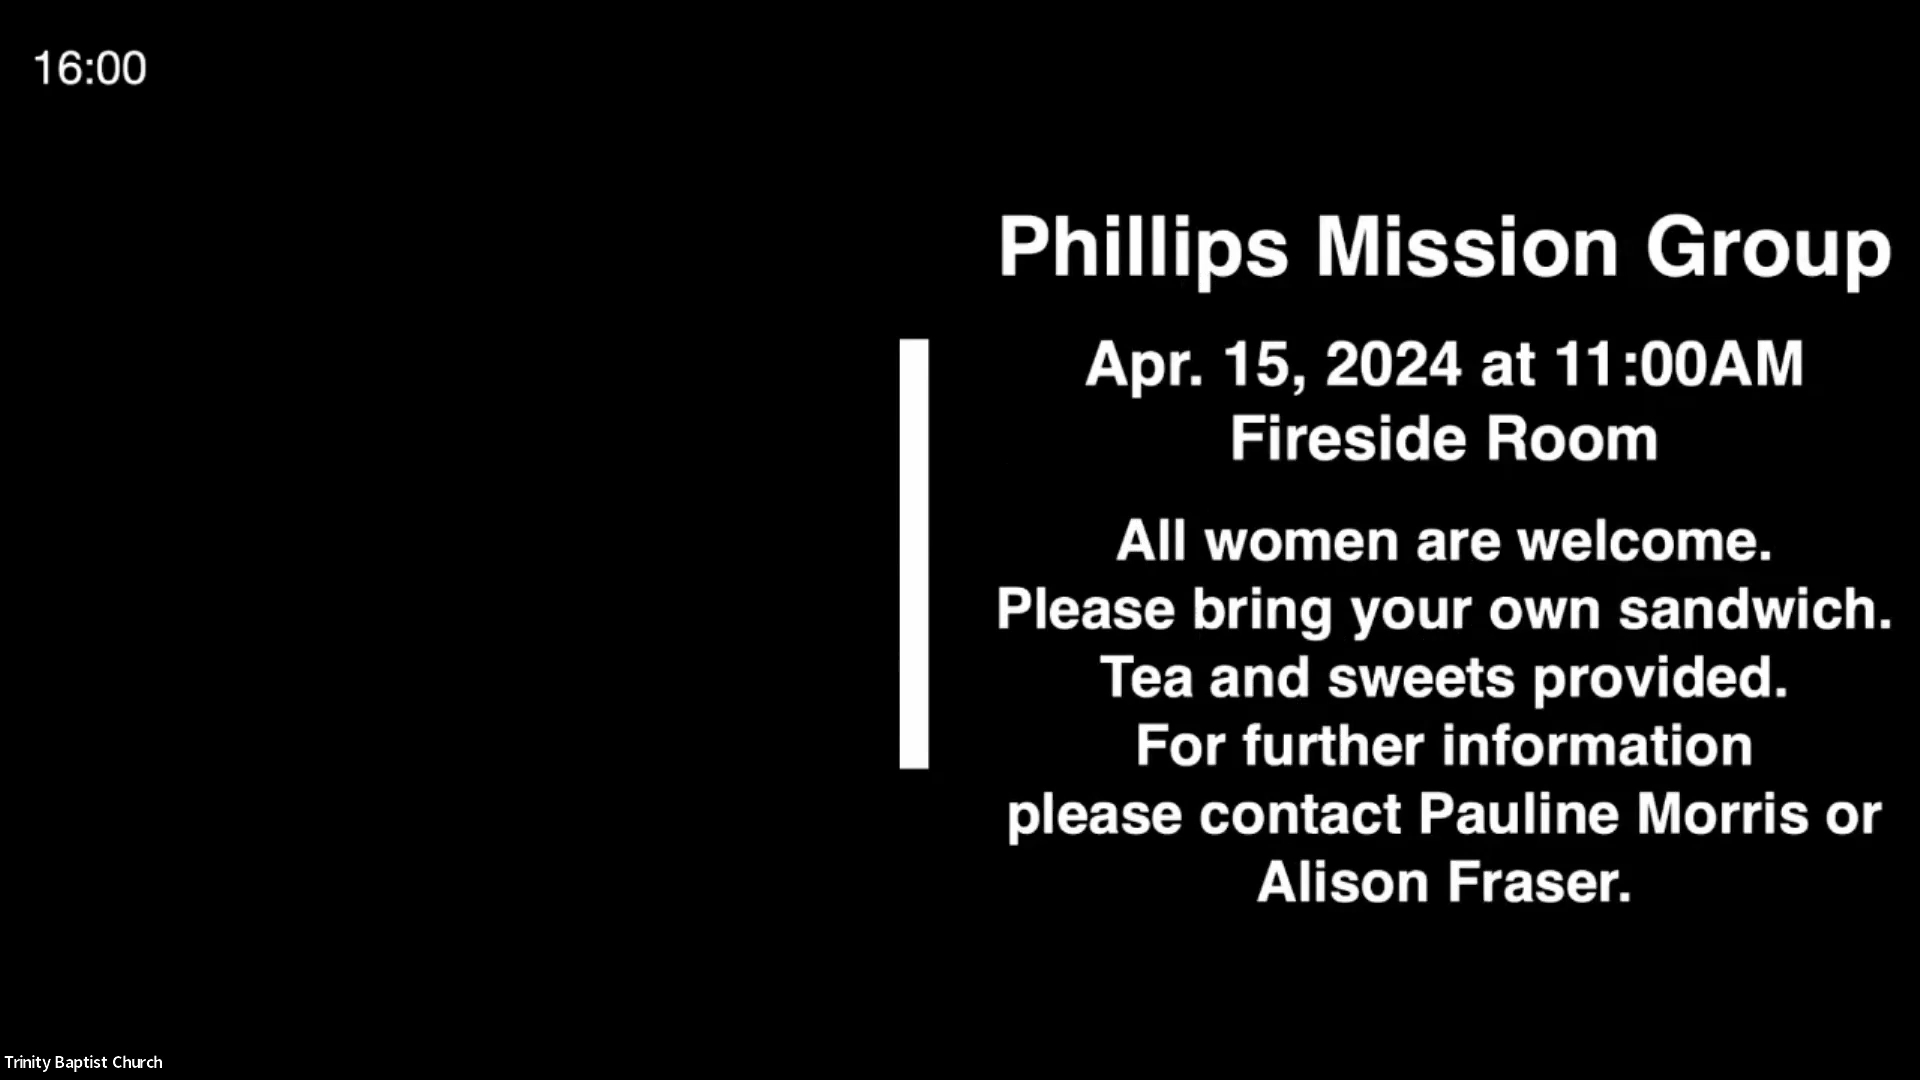 16:00
Phillips Mission Group
Apr. 15, 2024 at 11:00AM
Fireside Room
All women are welcome.
Please bring your own sandwich.
Tea and sweets provided.
For further information
please contact Pauline Morris or
Alison Fraser.
Trinity Baptist Church